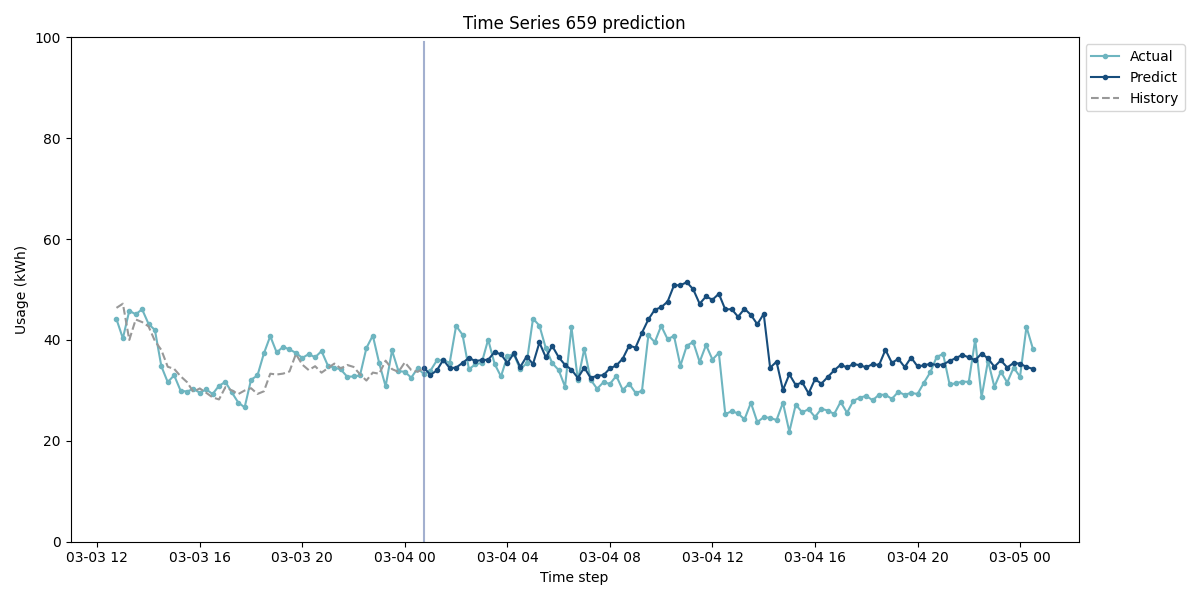 Time Series 659 prediction
100
80
60
40
20
0
Usage (kWh)
03-03 12
03-03 16
03-03 20
03-04 00
03-04 04
03-04 08
03-04 12
03-04 16
03-04 20
03-05 00
Time step
Actual
Predict
History